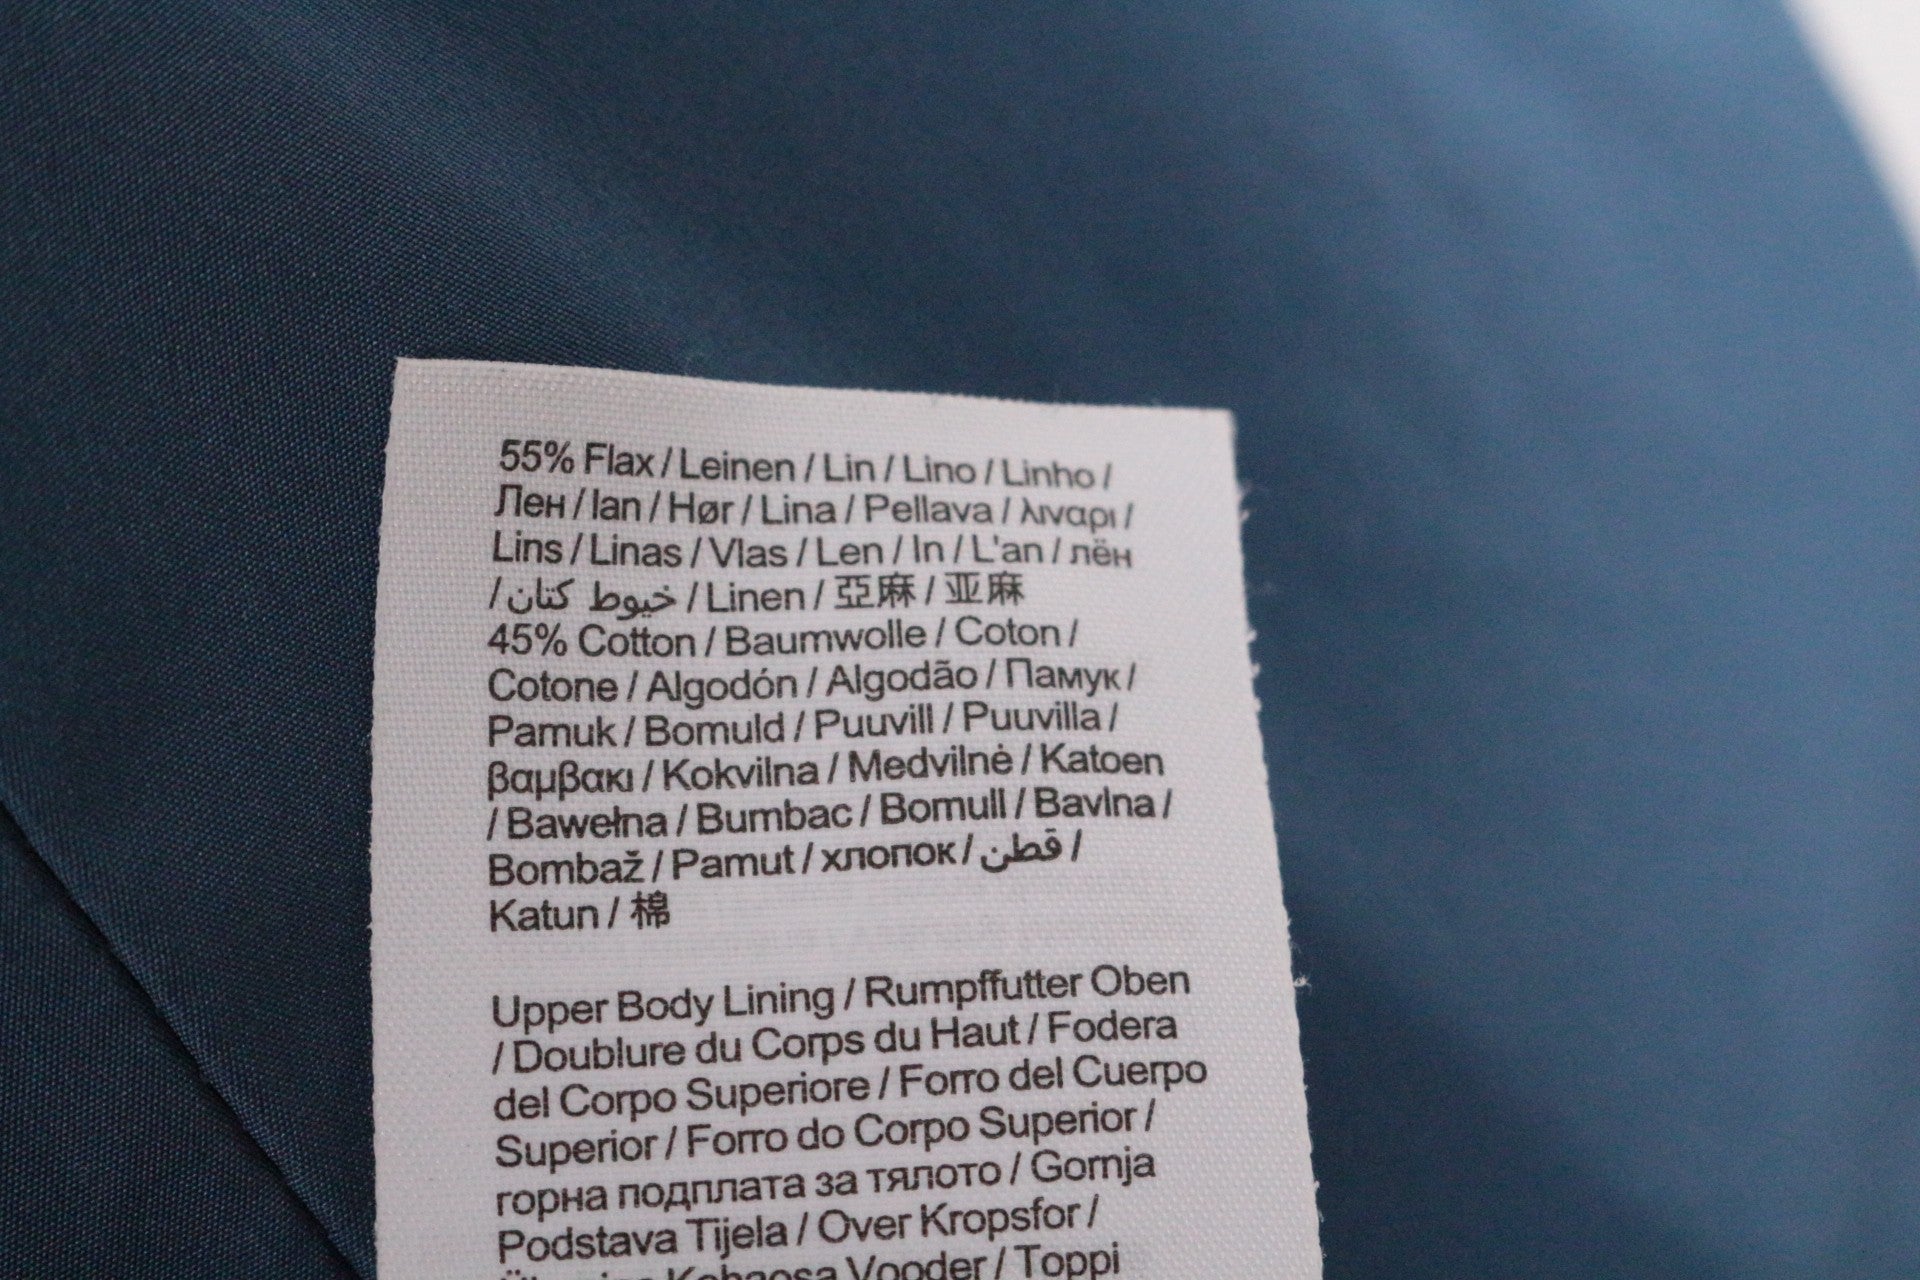 55% Flax / Leinen / Lin / Lino / Linho /
Лен / lan / Hør / Lina / Pellava / λιναρι /
Lins / Linas / Vlas / Len / In / L'an / лён
/ خيوط كتان / Linen / 亞麻 / 亚麻
45% Cotton / Baumwolle / Coton /
Cotone / Algodón / Algodão / Памук /
Pamuk / Bomuld / Puuvill / Puuvilla /
βαμβακι / Kokvilna / Medvilnė / Katoen
/ Bawełna / Bumbac / Bomull / Bavlna /
Bombaž / Pamut / хлопок / قطن /
Katun / 棉
Upper Body Lining / Rumpffutter Oben
/ Doublure du Corps du Haut / Fodera
del Corpo Superiore / Forro del Cuerpo
Superior / Forro do Corpo Superior /
горна подплата за тялото / Gornja
Podstava Tijela / Over Kropsfor /
Kehaosa Vooder / Toppi